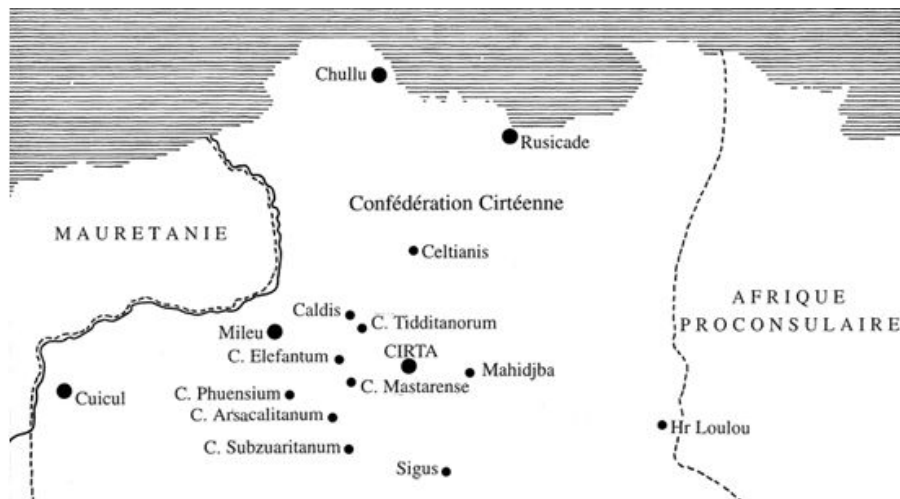 Chullu
Rusicade
Confédération Cirtéenne
MAURETANIE
Celtianis
AFRIQUE
PROCONSULAIRE
Caldis
C. Tidditanorum
Mileu
CIRTA
C. Elefantum
Mahidjba
C. Mastarense
Cuicul
C. Phuensium
C. Arsacalitanum
Hr Loulou
C. Subzuaritanum
Sigus